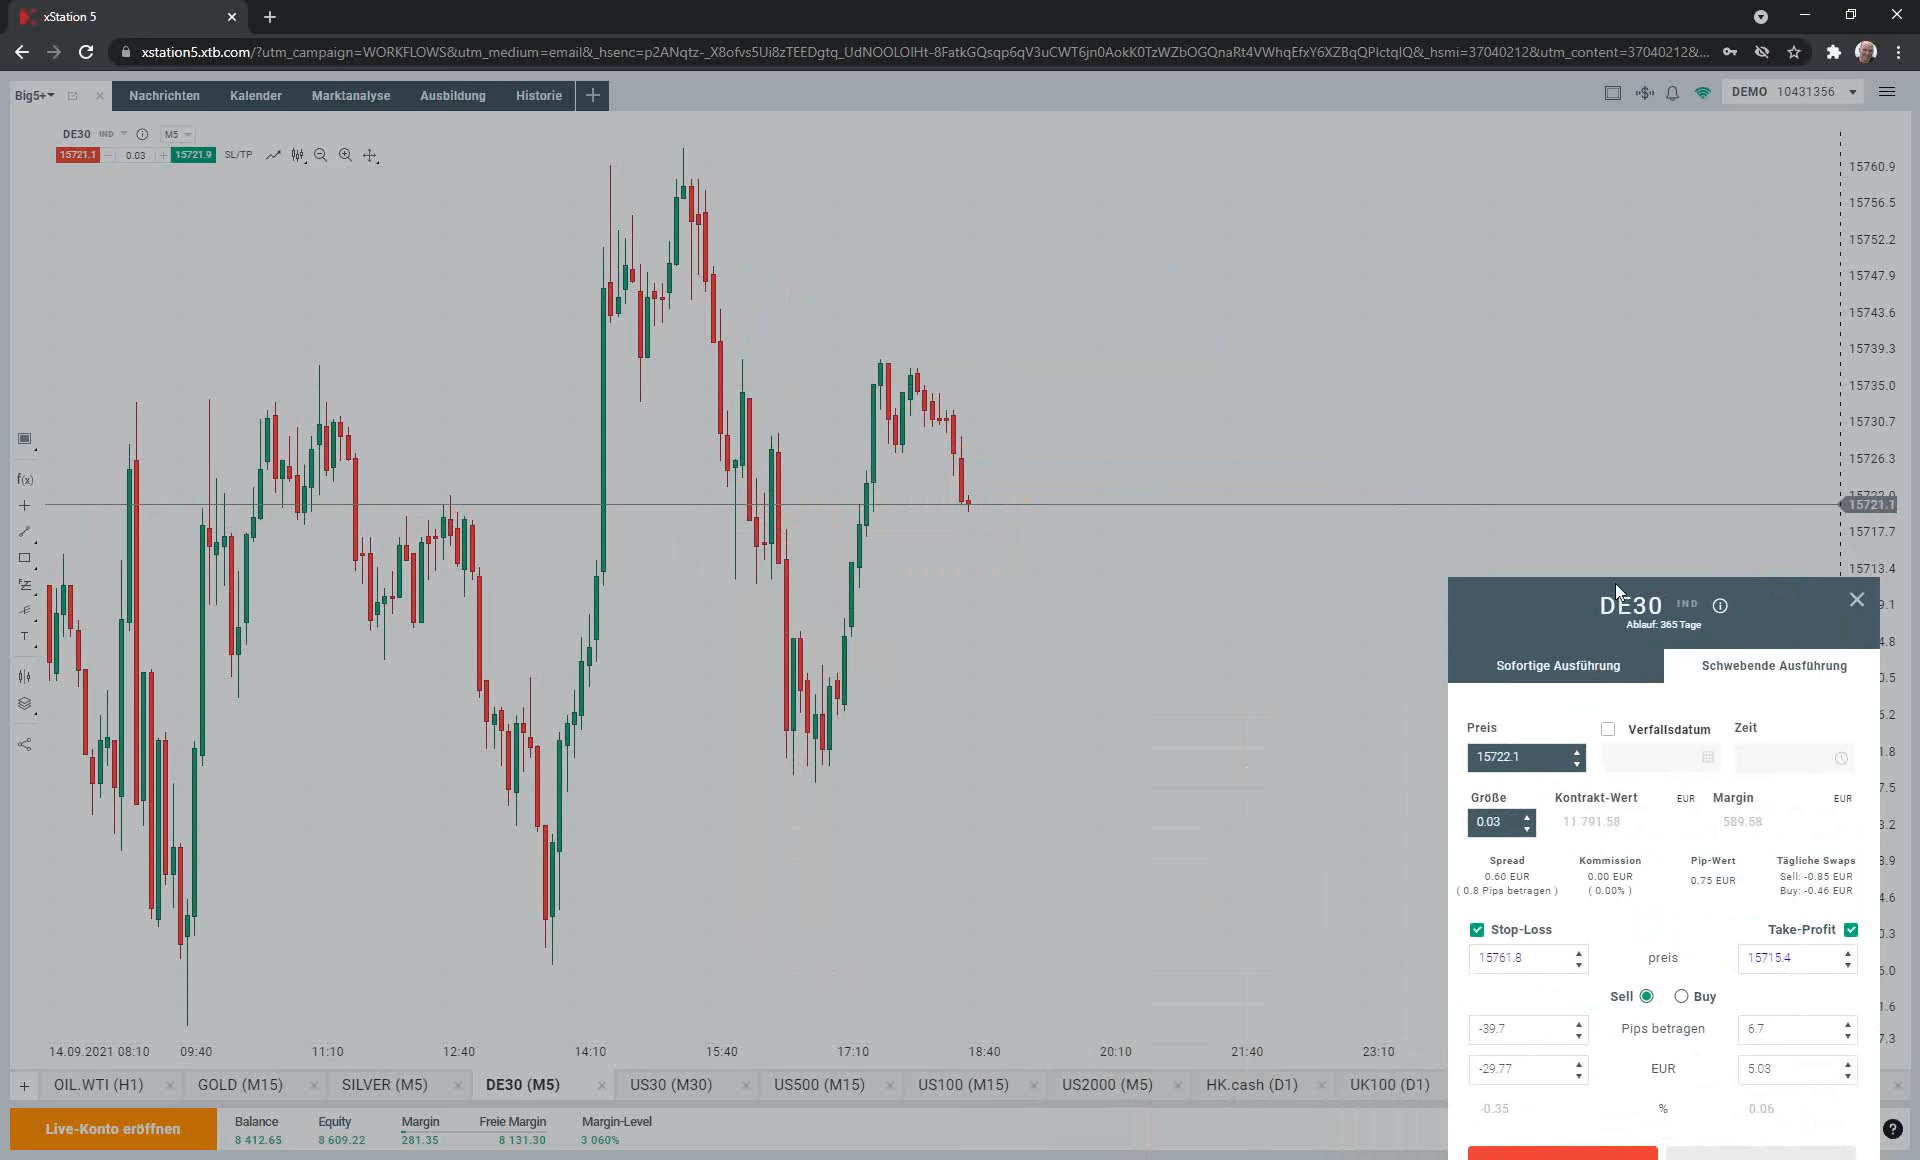 xStation 5
xstation5.xtb.com/?utm_campaign=WORKFLOWS&utm_medium=email&_hsenc=p2ANqtz-_X8ofvs5Ui8zTEEDgtq_UdNOOLOIHt-8FatkGQsqp6qV3uCWT6jn0AokK0TzWZbOGQnaRt4VWhqEfxY6XZBqQPlctqIQ&_hsmi=37040212&utm_content=37040212&...
Big5+ Nachrichten Kalender Marktanalyse Ausbildung Historie
DEMO 10431356
DE30 IND M5
15721.1 0.03 15721.9 SL/TP
15760.9
15756.5
15752.2
15747.9
15743.6
15739.3
15735.0
15730.7
15726.3
15721.1
15717.7
15713.4
f(x)
T
DE30 IND
Ablauf: 365 Tage
Sofortige Ausführung Schwebende Ausführung
Preis Verfallsdatum Zeit
15722.1
Größe Kontrakt-Wert EUR Margin EUR
0.03 11 791.58 589.58
Spread Kommission Pip-Wert Tägliche Swaps
0.60 EUR 0.00 EUR 0.75 EUR Sell: -0.85 EUR
( 0.8 Pips betragen ) ( 0.00% ) Buy: -0.46 EUR
Stop-Loss Take-Profit
15761.8 preis 15715.4
Sell Buy
-39.7 Pips betragen 6.7
-29.77 EUR 5.03
-0.35 % 0.06
14.09.2021 08:10 09:40 11:10 12:40 14:10 15:40 17:10 18:40 20:10 21:40 23:10
OIL.WTI (H1) GOLD (M15) SILVER (M5) DE30 (M5) US30 (M30) US500 (M15) US100 (M15) US2000 (M5) HK.cash (D1) UK100 (D1)
Live-Konto eröffnen
Balance Equity Margin Freie Margin Margin-Level
8 412.65 8 609.22 281.35 8 131.30 3 060%